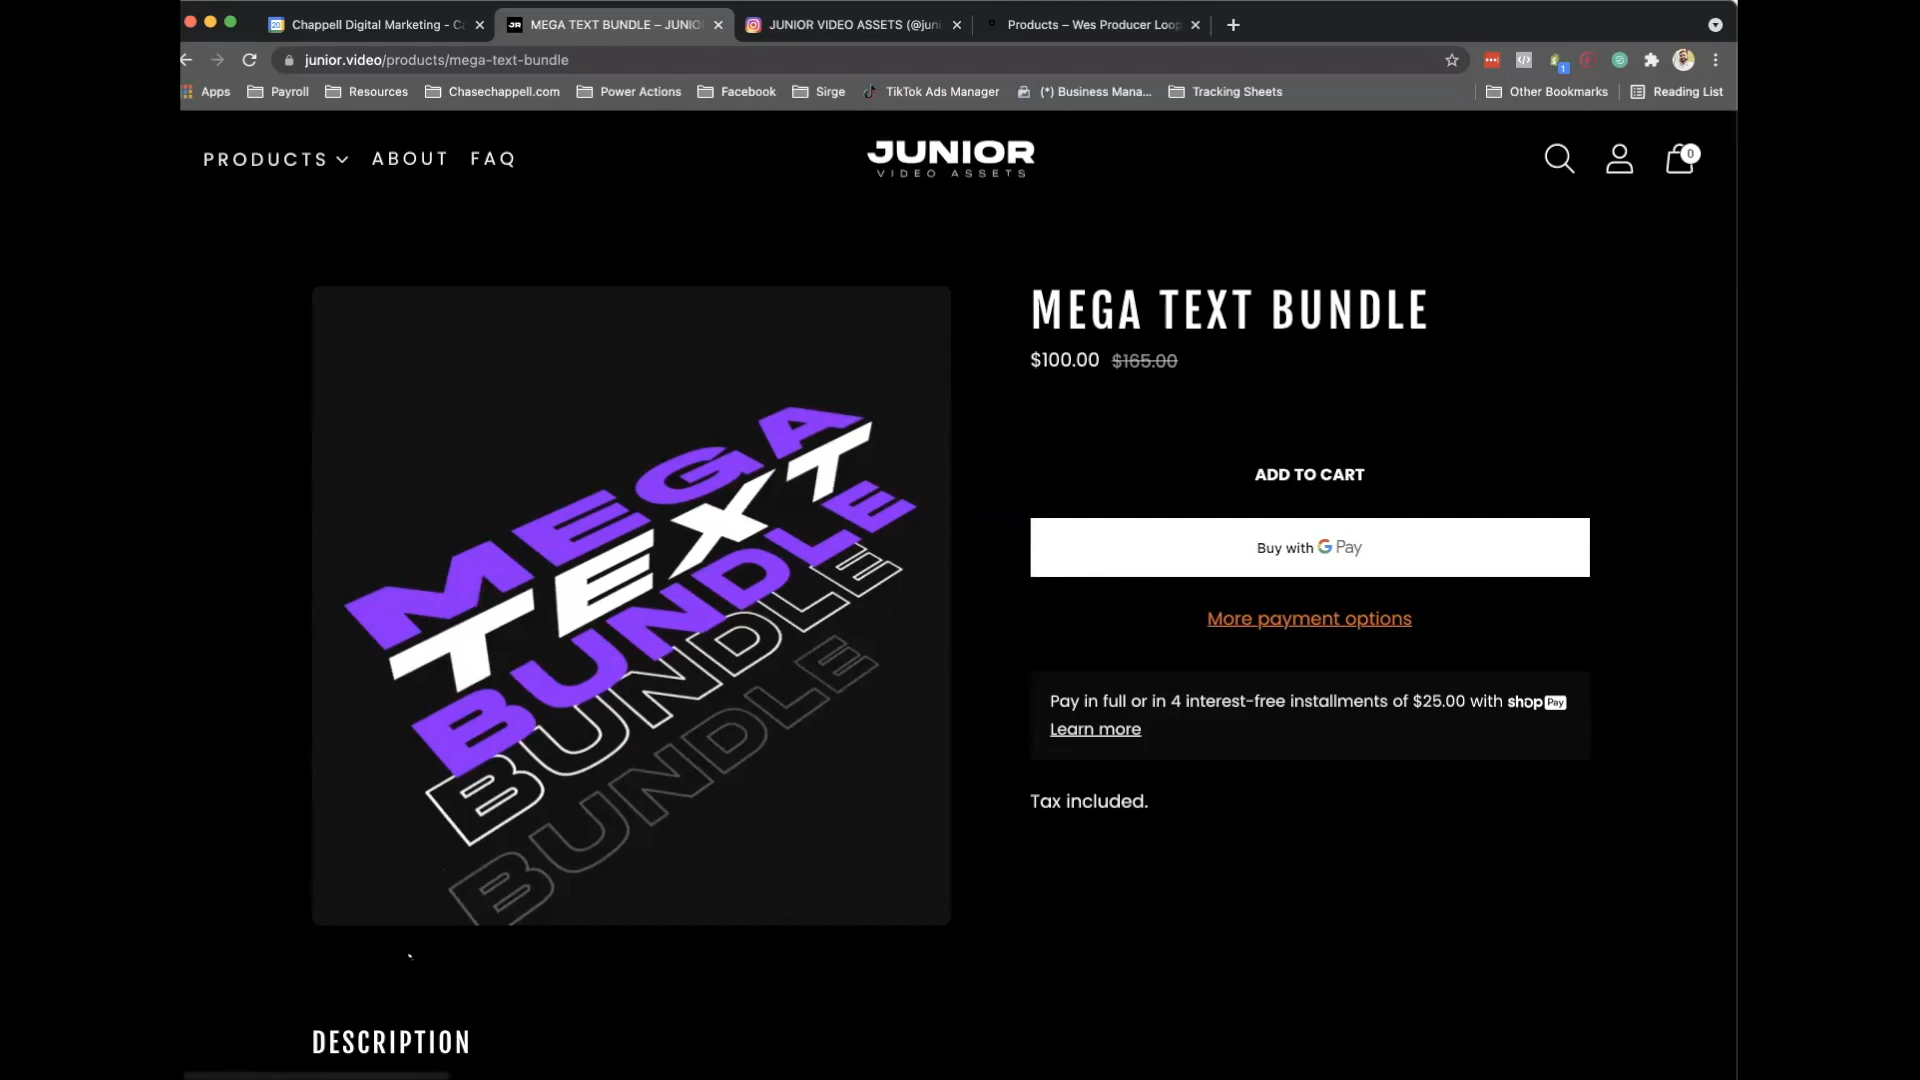 Chappell Digital Marketing - Ca
MEGA TEXT BUNDLE – JUNIO
JUNIOR VIDEO ASSETS (@juni
Products – Wes Producer Loop
junior.video/products/mega-text-bundle
1
Apps
Payroll
Resources
Chasechappell.com
Power Actions
Facebook
Sirge
TikTok Ads Manager
(*) Business Mana...
Tracking Sheets
Other Bookmarks
Reading List
PRODUCTS
ABOUT
FAQ
JUNIOR
VIDEO ASSETS
0
MEGA
TEXT
BUNDLE
BUNDLE
BUNDLE
MEGA TEXT BUNDLE
$100.00 $165.00
ADD TO CART
Buy with G Pay
More payment options
Pay in full or in 4 interest-free installments of $25.00 with shop Pay
Learn more
Tax included.
DESCRIPTION